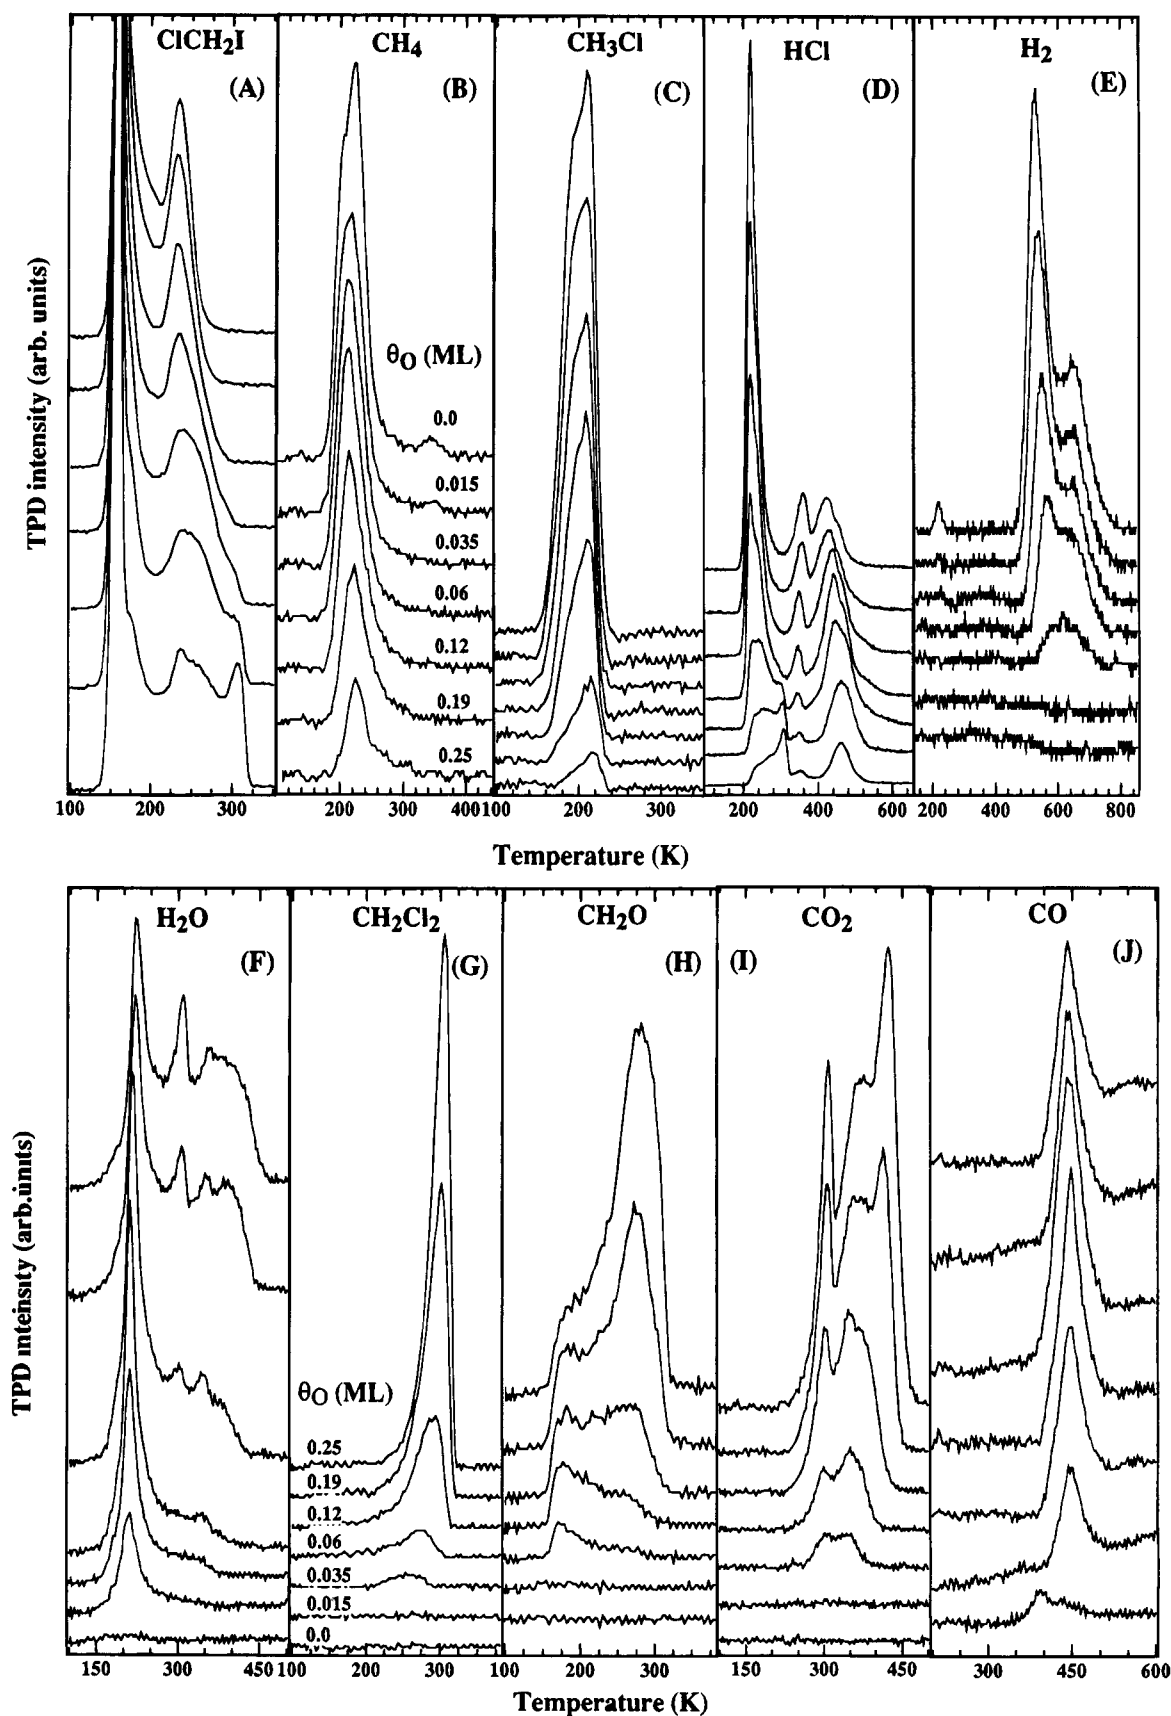 ClCH2I
CH4
CH3Cl
HCl
H2
(A)
(B)
(C)
(D)
(E)
TPD intensity (arb. units)
θO (ML)
0.0
0.015
0.035
0.06
0.12
0.19
0.25
100 200 300
200 300 400
100 200 300
200 400 600
200 400 600 800
Temperature (K)
H2O
CH2Cl2
CH2O
CO2
CO
(F)
(G)
(H)
(I)
(J)
TPD intensity (arb.units)
θO (ML)
0.25
0.19
0.12
0.06
0.035
0.015
0.0
150 300 450
100 200 300
100 200 300
150 300 450
300 450 600
Temperature (K)